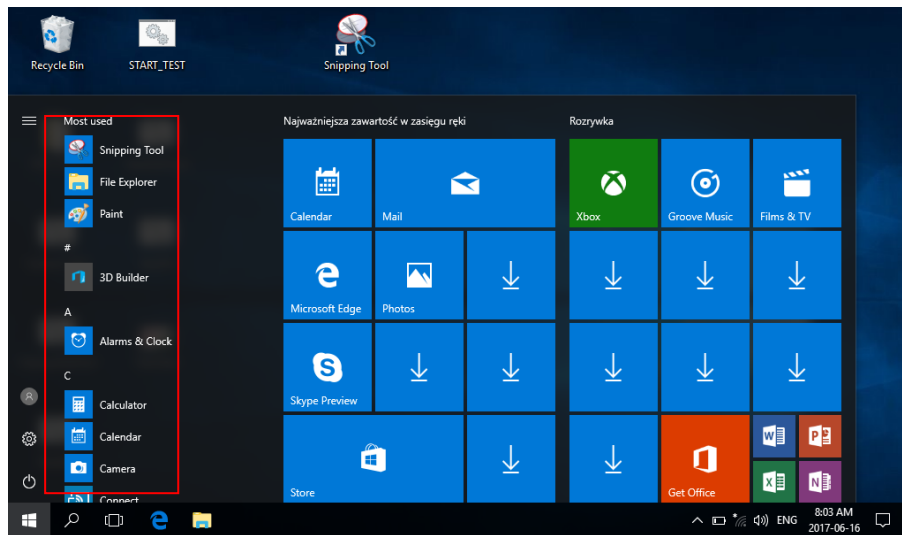 Recycle Bin
START_TEST
Snipping Tool
Most used
Snipping Tool
File Explorer
Paint
#
3D Builder
A
Alarms & Clock
C
Calculator
Calendar
Camera
Connect
Najważniejsza zawartość w zasięgu ręki
Calendar
Mail
Microsoft Edge
Photos
Skype Preview
Store
Rozrywka
Xbox
Groove Music
Films & TV
Get Office
ENG
8:03 AM
2017-06-16